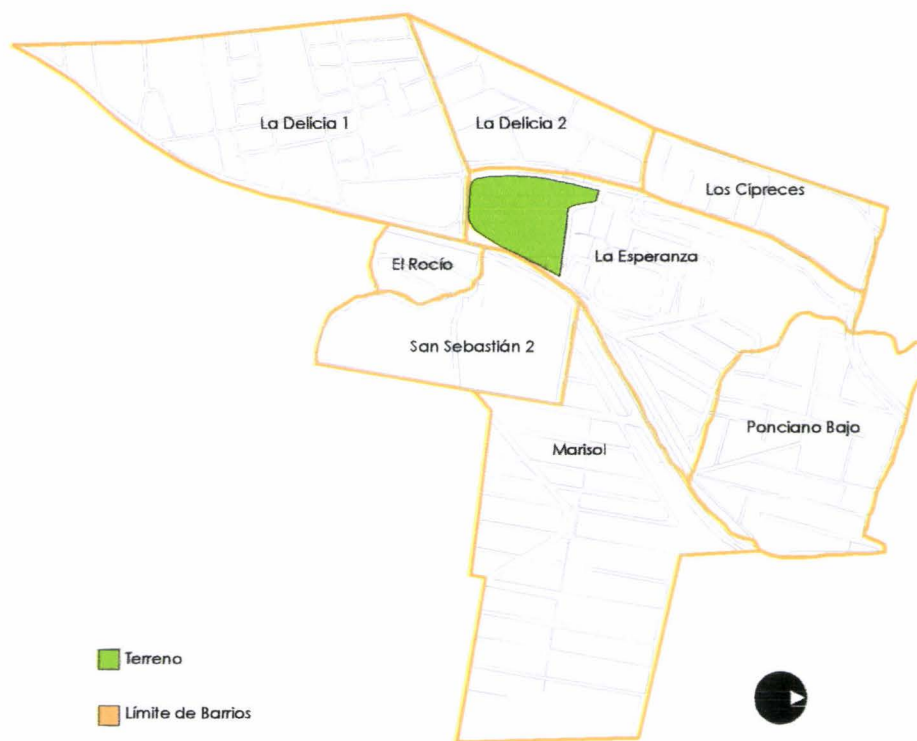 La Delicia 1
La Delicia 2
Los Cípreces
La Esperanza
El Rocío
San Sebastián 2
Ponciano Bajo
Marisol
Terreno
Límite de Barrios